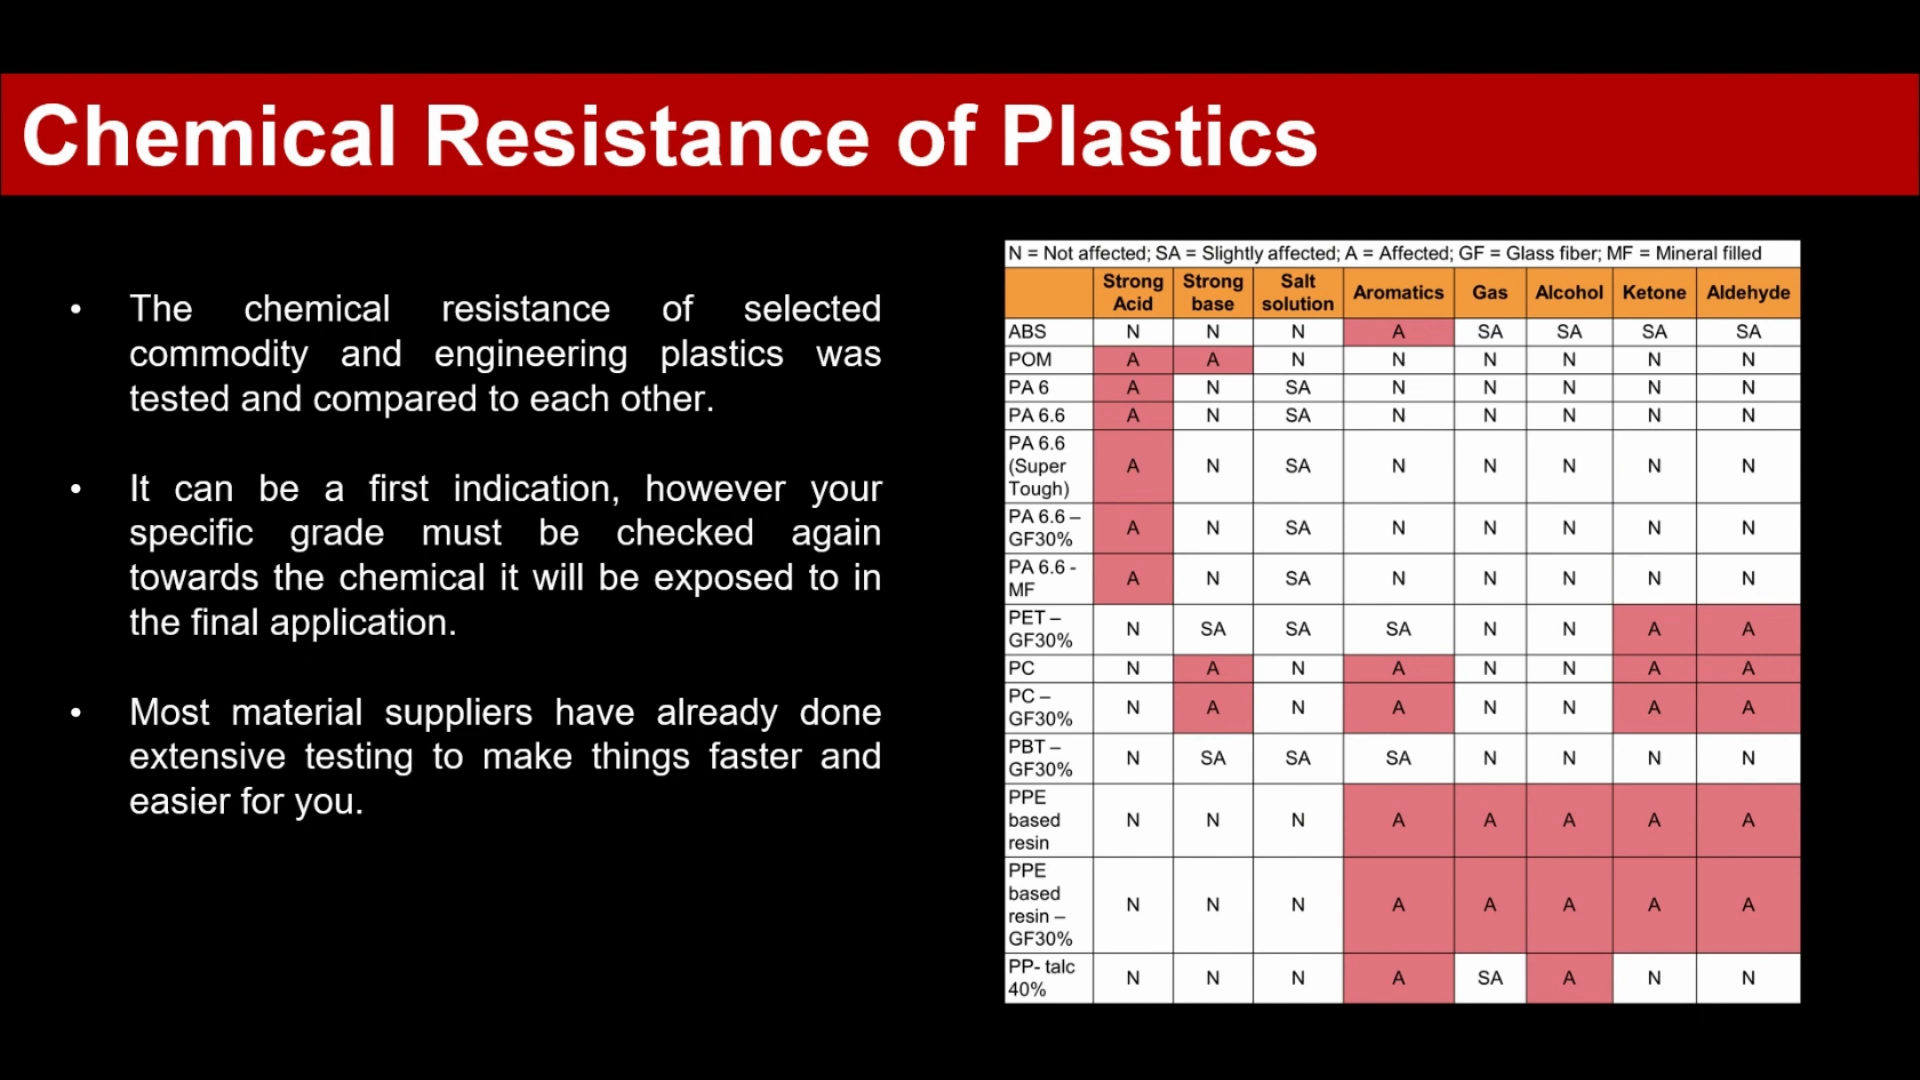 Chemical Resistance of Plastics
• The chemical resistance of selected
commodity and engineering plastics was
tested and compared to each other.
• It can be a first indication, however your
specific grade must be checked again
towards the chemical it will be exposed to in
the final application.
• Most material suppliers have already done
extensive testing to make things faster and
easier for you.
N = Not affected; SA = Slightly affected; A = Affected; GF = Glass fiber; MF = Mineral filled
Strong Acid Strong base Salt solution Aromatics Gas Alcohol Ketone Aldehyde
ABS N N N A SA SA SA SA
POM A A N N N N N N
PA 6 A N SA N N N N N
PA 6.6 A N SA N N N N N
PA 6.6 (Super Tough) A N SA N N N N N
PA 6.6 – GF30% A N SA N N N N N
PA 6.6 - MF A N SA N N N N N
PET – GF30% N SA SA SA N N A A
PC N A N A N N A A
PC – GF30% N A N A N N A A
PBT – GF30% N SA SA SA N N N N
PPE based resin N N N A A A A A
PPE based resin – GF30% N N N A A A A A
PP- talc 40% N N N A SA A N N